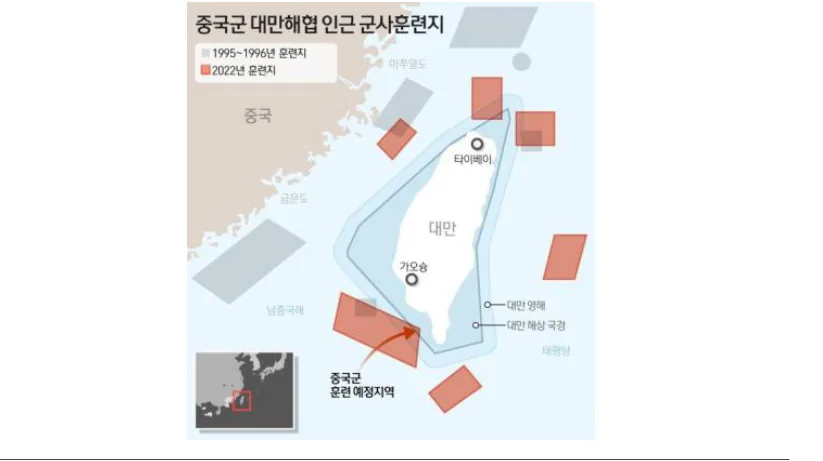 중국군 대만해협 인근 군사훈련지
1995~1996년 훈련지
2022년 훈련지
마쭈열도
중국
타이베이
진먼도
대만
가오슝
대만 영해
남중국해
대만 해상 국경
태평양
중국군
훈련 예정지역